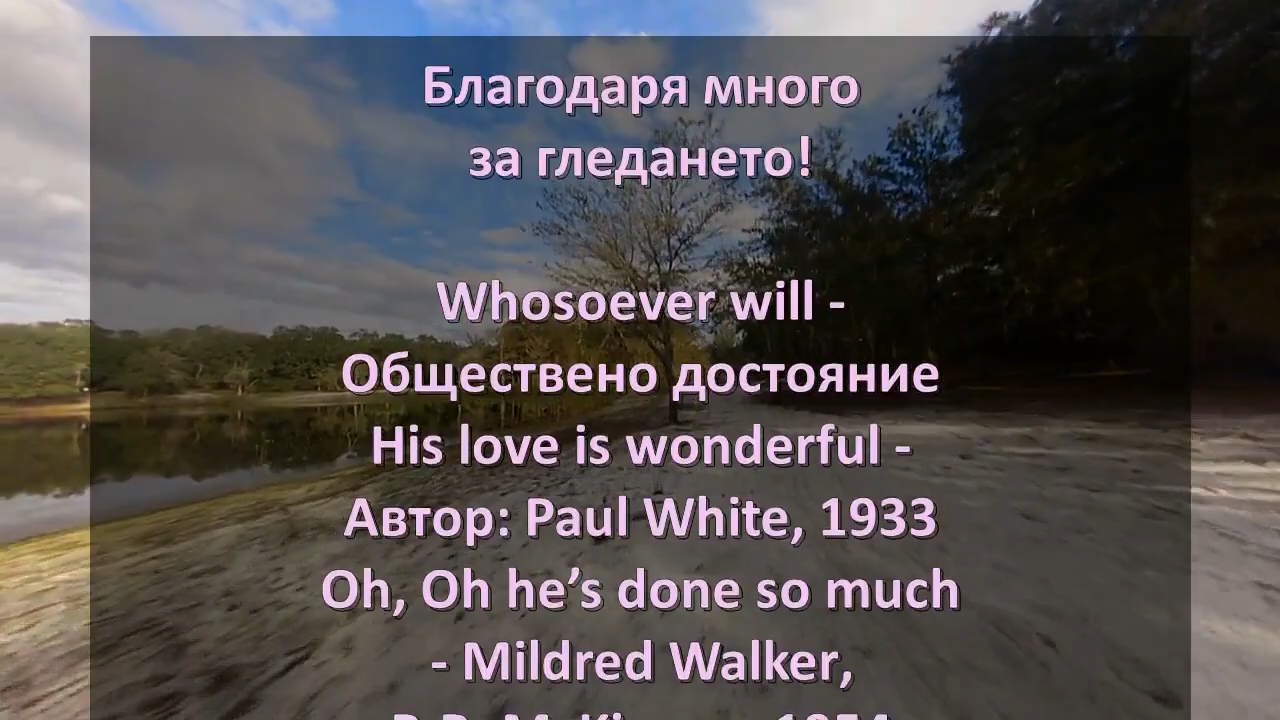 Благодаря много
за гледането!
Whosoever will -
Обществено достояние
His love is wonderful -
Автор: Paul White, 1933
Oh, Oh he’s done so much
- Mildred Walker,